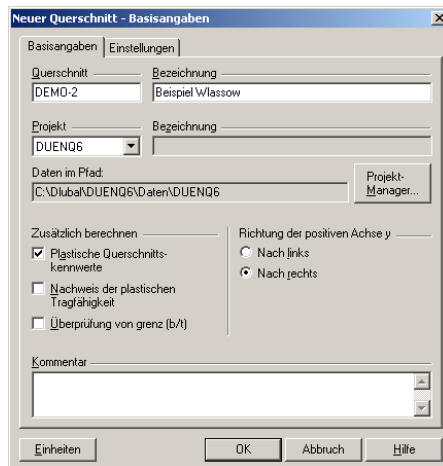 Neuer Querschnitt - Basisangaben
Basisangaben Einstellungen
Querschnitt Bezeichnung
DEMO-2 Beispiel Wlassow
Projekt Bezeichnung
DUENQ6
Daten im Pfad:
C:\Dlubal\DUENQ6\Daten\DUENQ6
Projekt-
Manager...
Zusätzlich berechnen
Plastische Querschnitts-
kennwerte
Nachweis der plastischen
Tragfähigkeit
Überprüfung von grenz (b/t)
Richtung der positiven Achse y
Nach links
Nach rechts
Kommentar
Einheiten OK Abbruch Hilfe